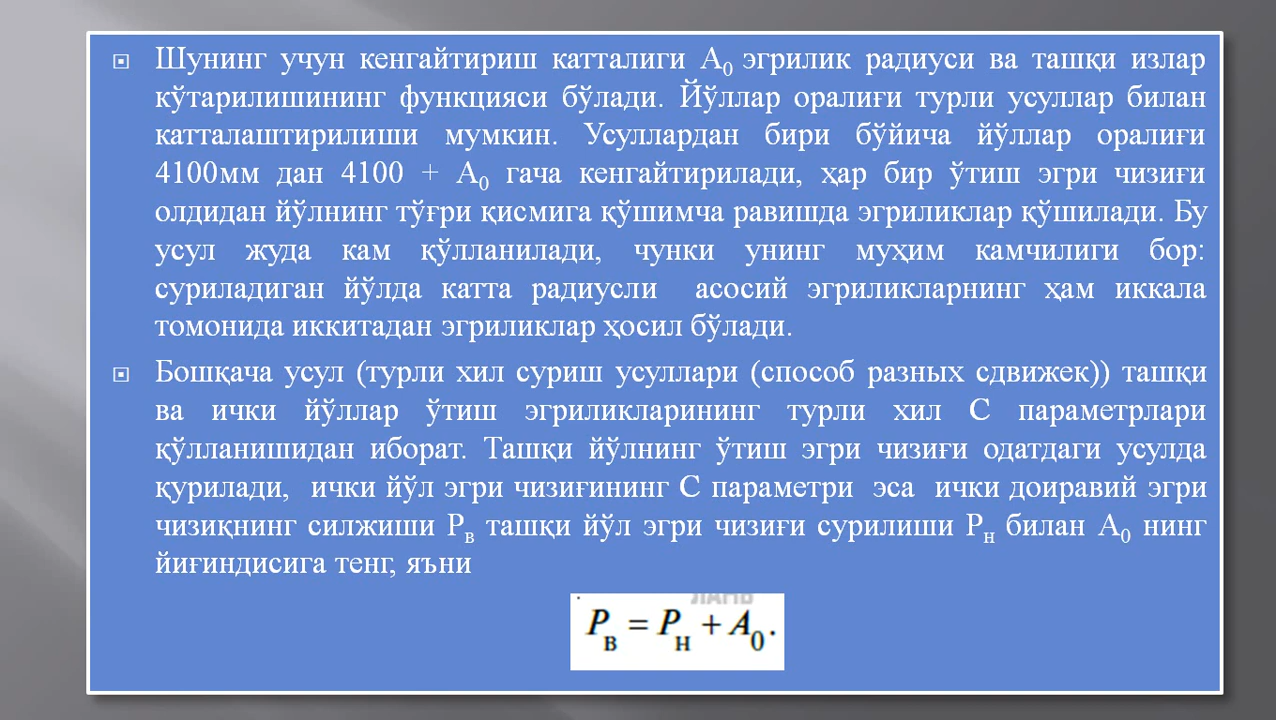 Шунинг учун кенгайтириш катталиги А0 эгрилик радиуси ва ташқи излар
кўтарилишининг функцияси бўлади. Йўллар оралиғи турли усуллар билан
катталаштирилиши мумкин. Усуллардан бири бўйича йўллар оралиғи
4100мм дан 4100 + А0 гача кенгайтирилади, ҳар бир ўтиш эгри чизиғи
олдидан йўлнинг тўғри қисмига қўшимча равишда эгриликлар қўшилади. Бу
усул жуда кам қўлланилади, чунки унинг муҳим камчилиги бор:
суриладиган йўлда катта радиусли асосий эгриликларнинг ҳам иккала
томонида иккитадан эгриликлар ҳосил бўлади.
Бошқача усул (турли хил суриш усуллари (способ разных сдвижек)) ташқи
ва ички йўллар ўтиш эгриликларининг турли хил С параметрлари
қўлланишидан иборат. Ташқи йўлнинг ўтиш эгри чизиғи одатдаги усулда
қурилади, ички йўл эгри чизиғининг С параметри эса ички доиравий эгри
чизиқнинг силжиши Рв ташқи йўл эгри чизиғи сурилиши Рн билан А0 нинг
йиғиндисига тенг, яъни
Pв = Pн + A0.